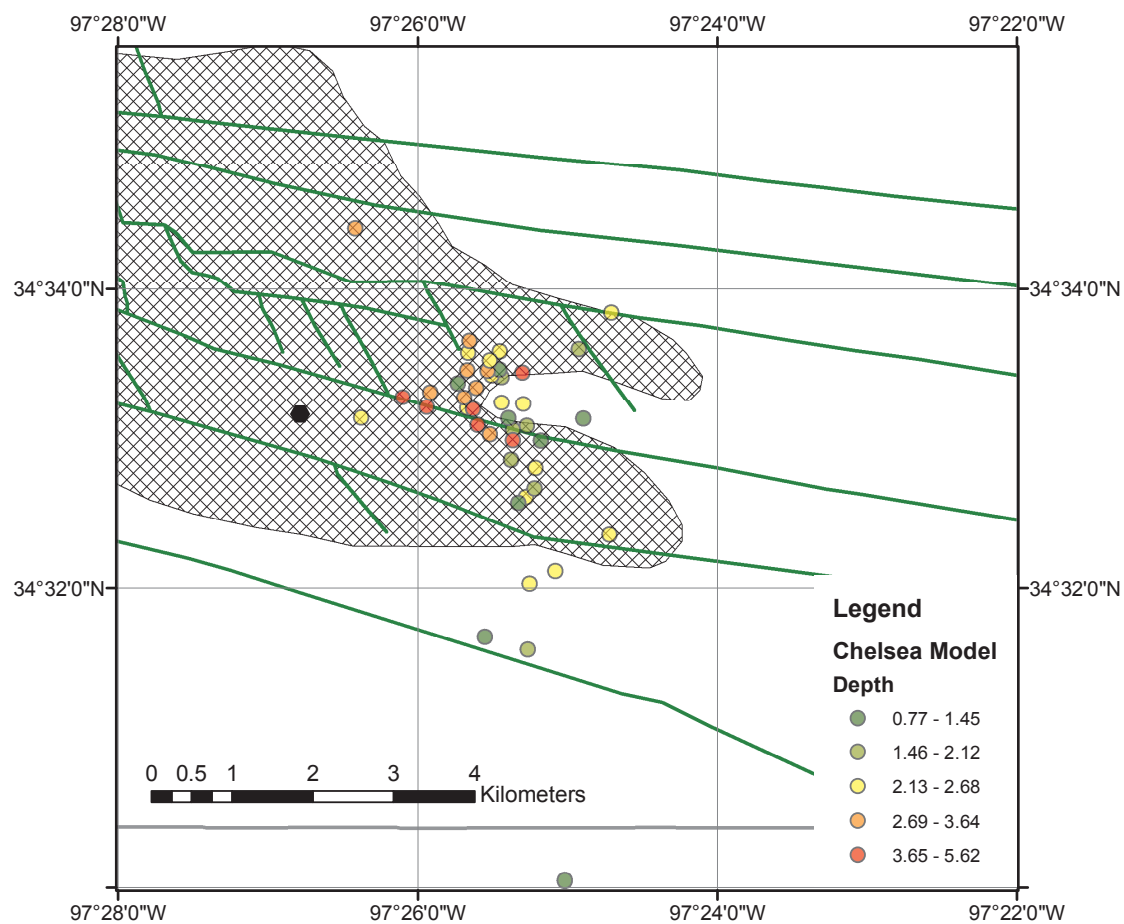 97°28'0"W 97°26'0"W 97°24'0"W 97°22'0"W
34°34'0"N 34°34'0"N
34°32'0"N 34°32'0"N
Legend
Chelsea Model
Depth
0.77 - 1.45
1.46 - 2.12
2.13 - 2.68
2.69 - 3.64
3.65 - 5.62
0 0.5 1 2 3 4
Kilometers
97°28'0"W 97°26'0"W 97°24'0"W 97°22'0"W